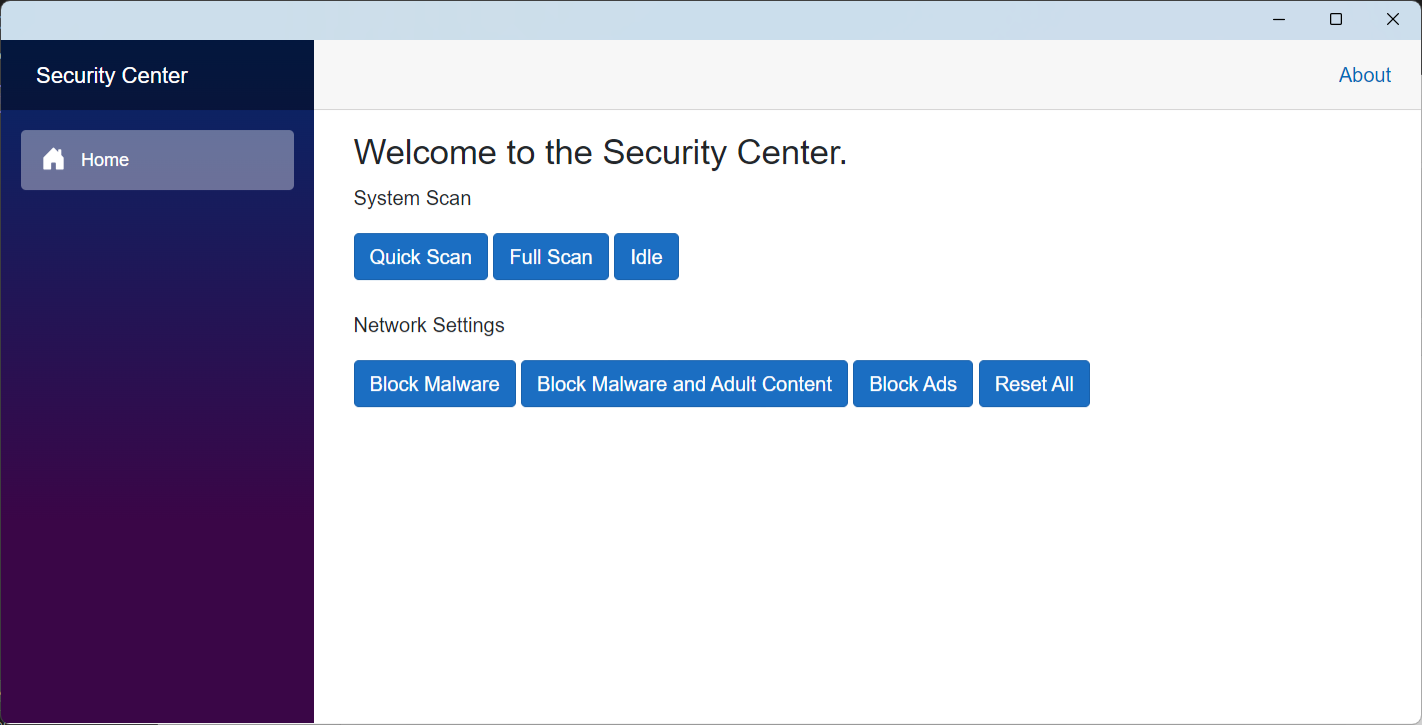 Security Center
About
Home
Welcome to the Security Center.
System Scan
Quick Scan Full Scan Idle
Network Settings
Block Malware Block Malware and Adult Content Block Ads Reset All